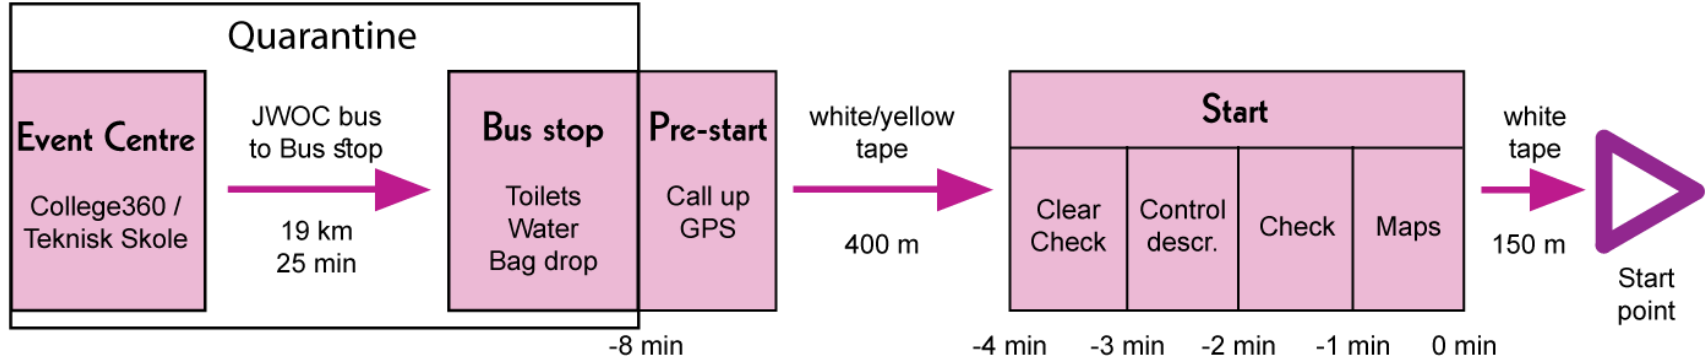 Quarantine
Event Centre
College360 /
Teknisk Skole
JWOC bus
to Bus stop
19 km
25 min
Bus stop
Toilets
Water
Bag drop
Pre-start
Call up
GPS
-8 min
white/yellow
tape
400 m
Start
Clear
Check
Control
descr.
Check
Maps
-4 min
-3 min
-2 min
-1 min
0 min
white
tape
150 m
Start
point